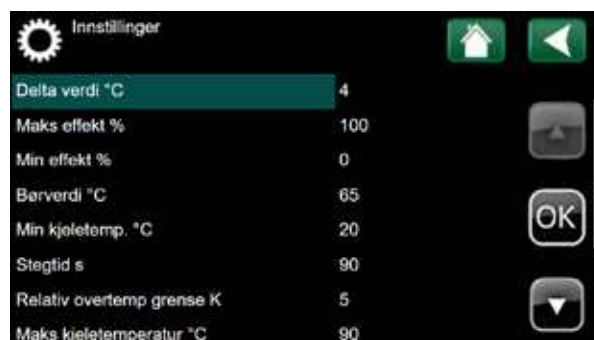 Innstillinger
Delta verdi °C 4
Maks effekt % 100
Min effekt % 0
Børverdi °C 65
Min kjeletemp. °C 20
OK
Stegtid s 90
Relativ overtemp grense K 5
Maks kjeletemperatur °C 90